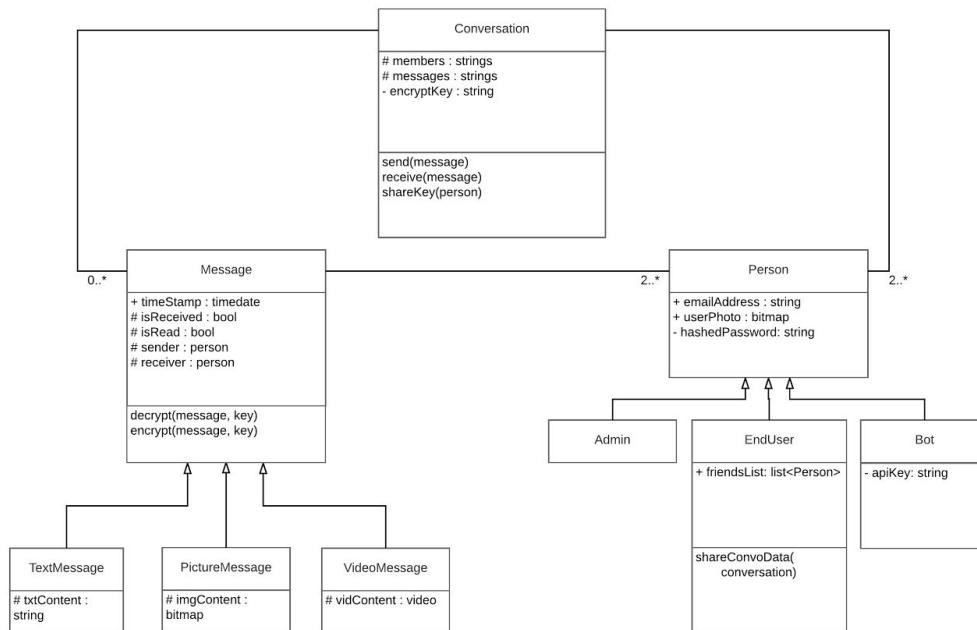 Conversation
# members : strings
# messages : strings
- encryptKey : string
send(message)
receive(message)
shareKey(person)
0..*
Message
2..*
Person
2..*
+ timeStamp : timedate
# isReceived : bool
# isRead : bool
# sender : person
# receiver : person
decrypt(message, key)
encrypt(message, key)
+ emailAddress : string
+ userPhoto : bitmap
- hashedPassword: string
Admin
EndUser
+ friendsList: list<Person>
shareConvoData(
conversation)
Bot
- apiKey: string
TextMessage
# txtContent :
string
PictureMessage
# imgContent :
bitmap
VideoMessage
# vidContent : video